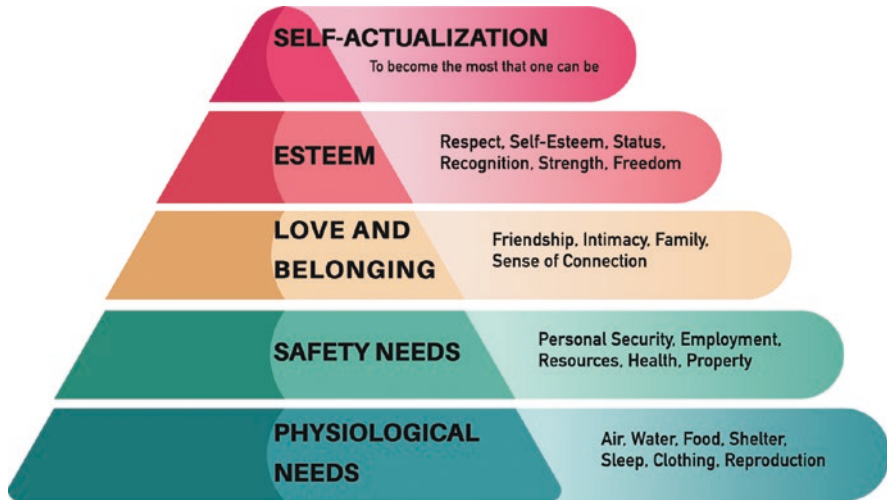 SELF-ACTUALIZATION
To become the most that one can be
ESTEEM
Respect, Self-Esteem, Status,
Recognition, Strength, Freedom
LOVE AND
BELONGING
Friendship, Intimacy, Family,
Sense of Connection
SAFETY NEEDS
Personal Security, Employment,
Resources, Health, Property
PHYSIOLOGICAL
NEEDS
Air, Water, Food, Shelter,
Sleep, Clothing, Reproduction